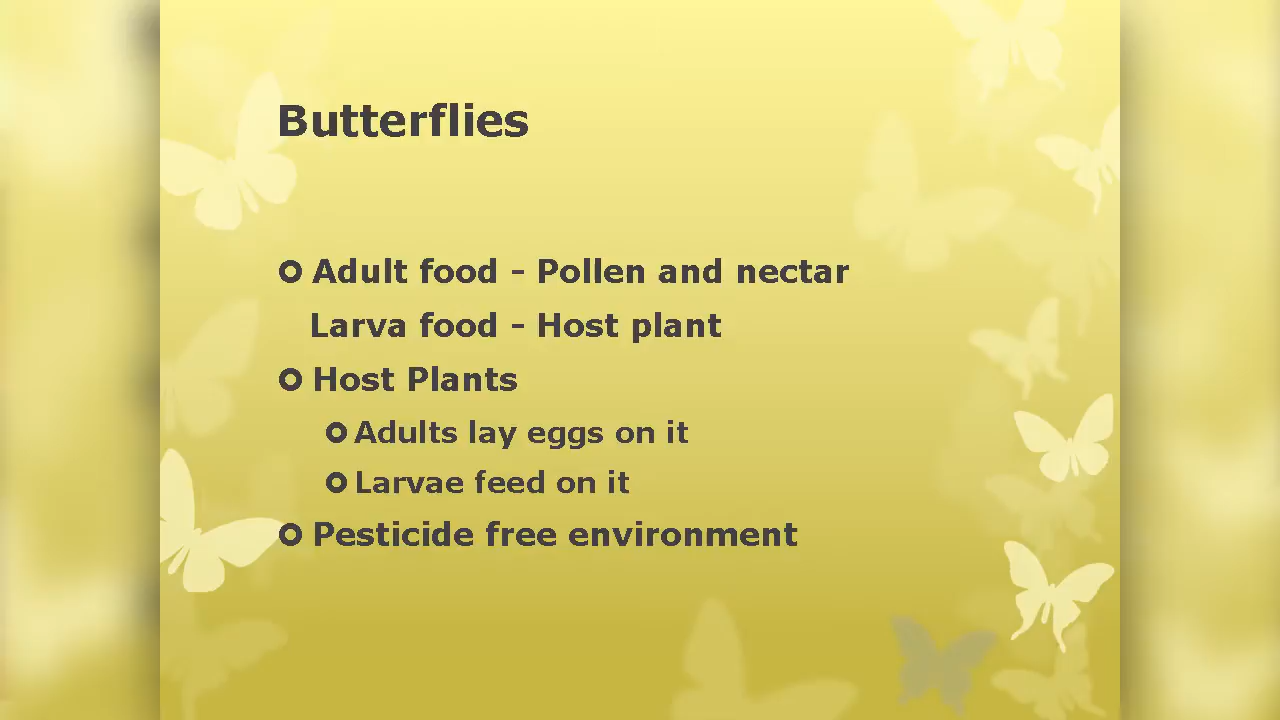 Butterflies
Adult food - Pollen and nectar
Larva food - Host plant
Host Plants
Adults lay eggs on it
Larvae feed on it
Pesticide free environment